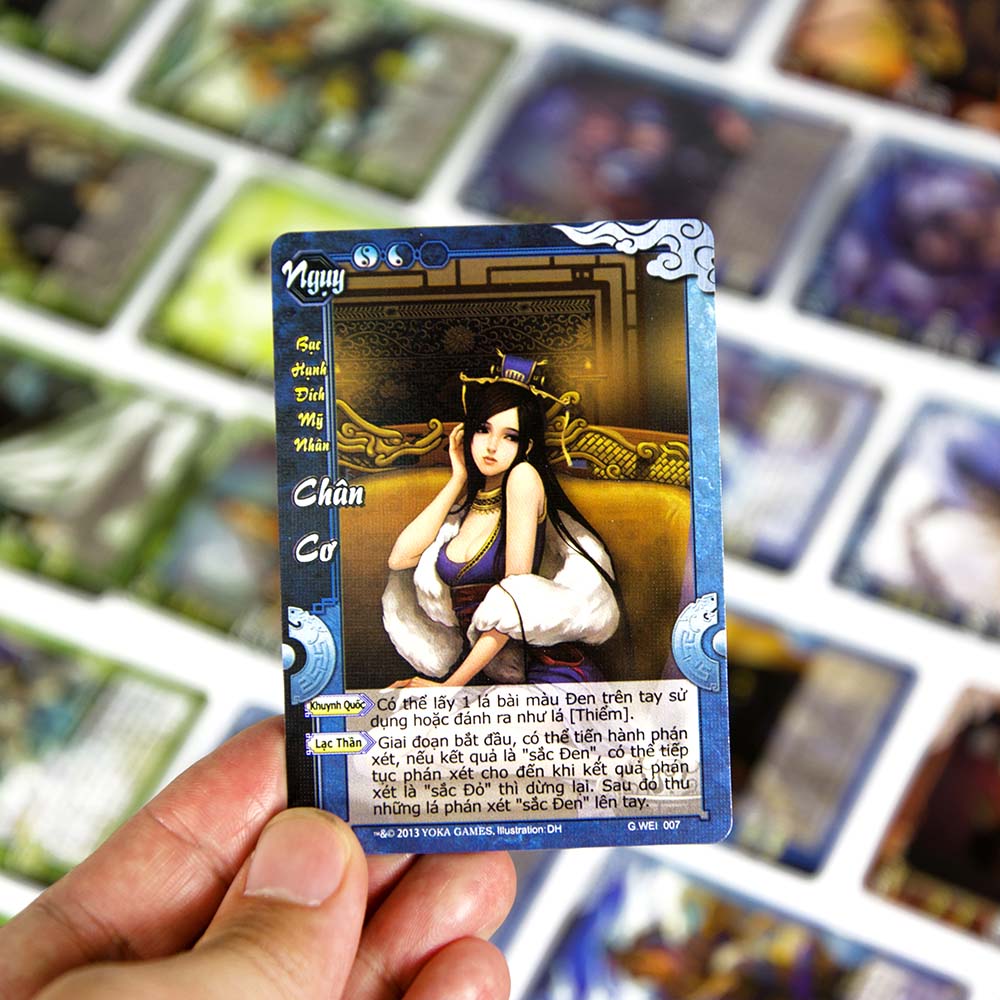 Ngụy
Bạc
Hạnh
Đích
Mỹ
Nhân
Chân
Cơ
Khuynh Quốc Có thể lấy 1 lá bài màu Đen trên tay sử
dụng hoặc đánh ra như lá [Thiểm].
Lạc Thần Giai đoạn bắt đầu, có thể tiến hành phán
xét, nếu kết quả là "sắc Đen", có thể tiếp
tục phán xét cho đến khi kết quả phán
xét là "sắc Đỏ" thì dừng lại. Sau đó thu
những lá phán xét "sắc Đen" lên tay.
™&© 2013 YOKA GAMES, Illustration: DH G.WEI 007